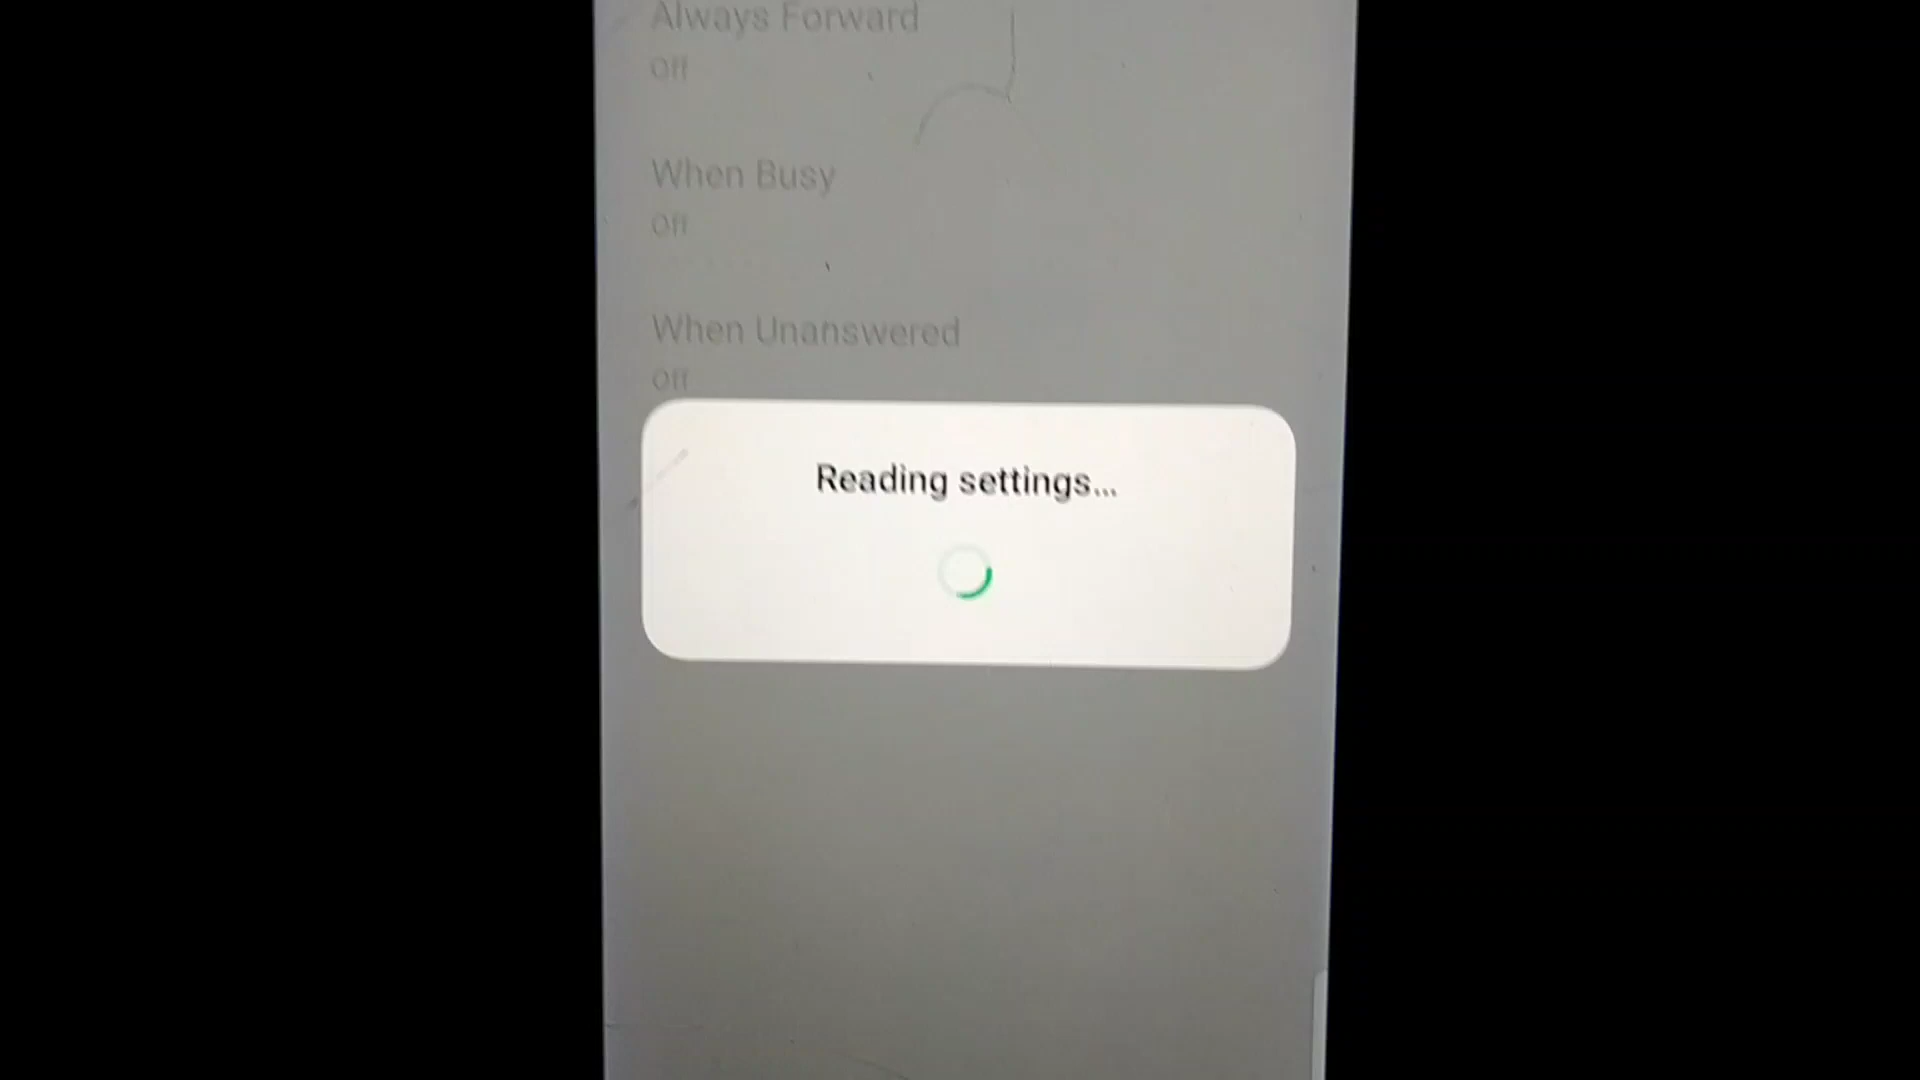 Always Forward
Off
When Busy
Off
When Unanswered
Off
Reading settings...